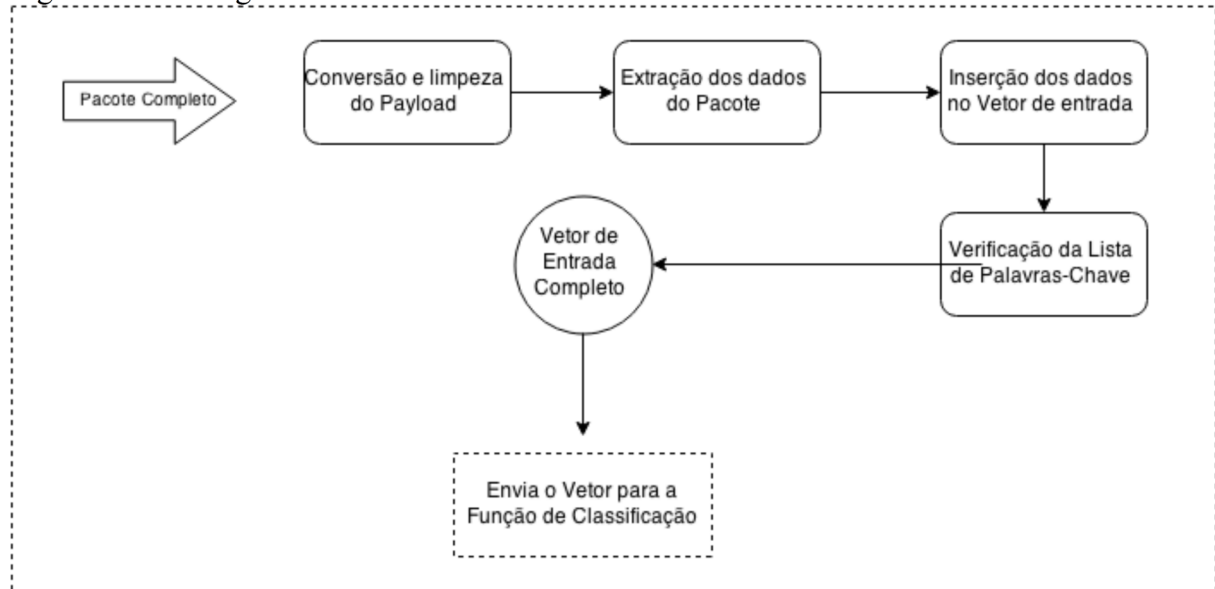 Pacote Completo
Conversão e limpeza
do Payload
Extração dos dados
do Pacote
Inserção dos dados
no Vetor de entrada
Verificação da Lista
de Palavras-Chave
Vetor de
Entrada
Completo
Envia o Vetor para a
Função de Classificação